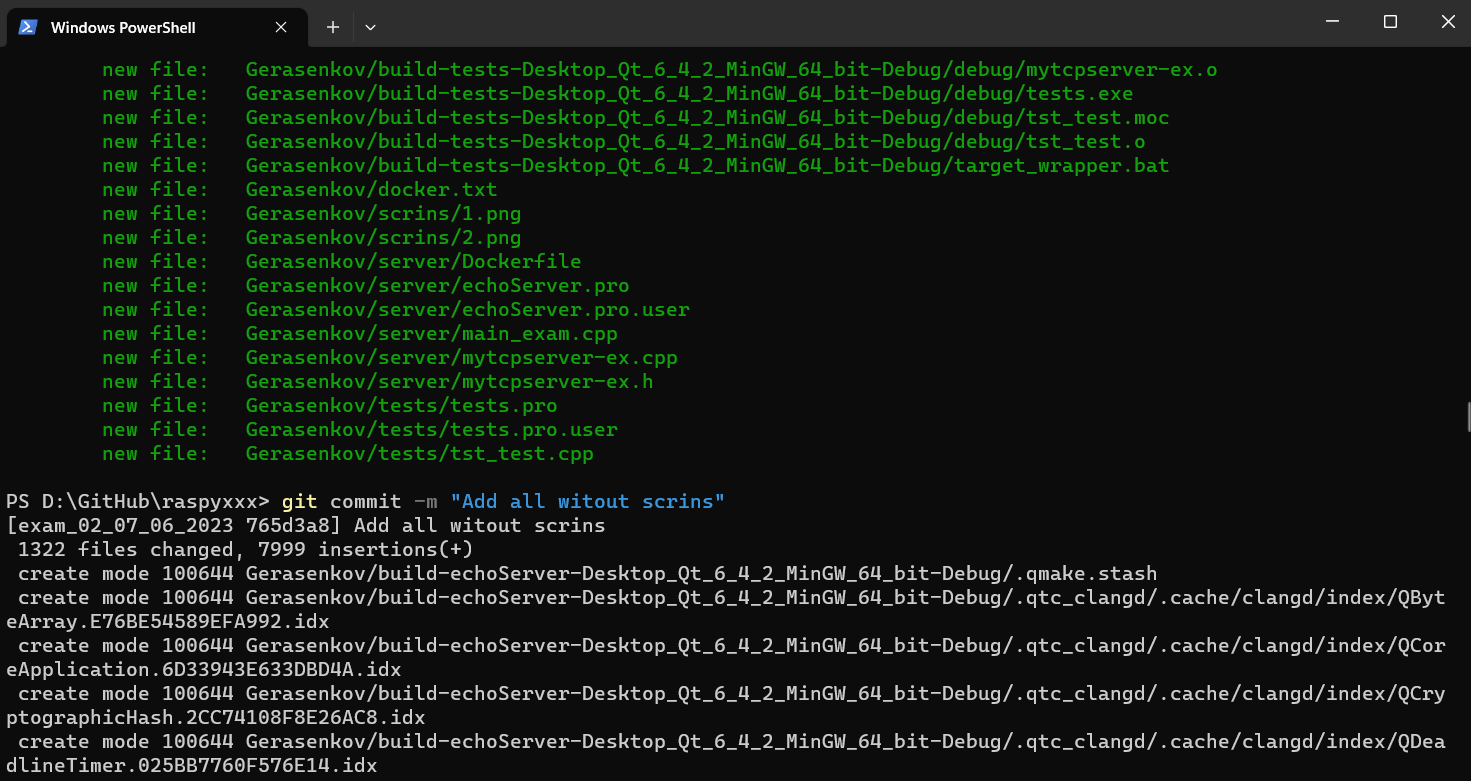 Windows PowerShell
new file:   Gerasenkov/build-tests-Desktop_Qt_6_4_2_MinGW_64_bit-Debug/debug/mytcpserver-ex.o
new file:   Gerasenkov/build-tests-Desktop_Qt_6_4_2_MinGW_64_bit-Debug/debug/tests.exe
new file:   Gerasenkov/build-tests-Desktop_Qt_6_4_2_MinGW_64_bit-Debug/debug/tst_test.moc
new file:   Gerasenkov/build-tests-Desktop_Qt_6_4_2_MinGW_64_bit-Debug/debug/tst_test.o
new file:   Gerasenkov/build-tests-Desktop_Qt_6_4_2_MinGW_64_bit-Debug/target_wrapper.bat
new file:   Gerasenkov/docker.txt
new file:   Gerasenkov/scrins/1.png
new file:   Gerasenkov/scrins/2.png
new file:   Gerasenkov/server/Dockerfile
new file:   Gerasenkov/server/echoServer.pro
new file:   Gerasenkov/server/echoServer.pro.user
new file:   Gerasenkov/server/main_exam.cpp
new file:   Gerasenkov/server/mytcpserver-ex.cpp
new file:   Gerasenkov/server/mytcpserver-ex.h
new file:   Gerasenkov/tests/tests.pro
new file:   Gerasenkov/tests/tests.pro.user
new file:   Gerasenkov/tests/tst_test.cpp
PS D:\GitHub\raspyxxx> git commit -m "Add all witout scrins"
[exam_02_07_06_2023 765d3a8] Add all witout scrins
1322 files changed, 7999 insertions(+)
create mode 100644 Gerasenkov/build-echoServer-Desktop_Qt_6_4_2_MinGW_64_bit-Debug/.qmake.stash
create mode 100644 Gerasenkov/build-echoServer-Desktop_Qt_6_4_2_MinGW_64_bit-Debug/.qtc_clangd/.cache/clangd/index/QByt
eArray.E76BE54589EFA992.idx
create mode 100644 Gerasenkov/build-echoServer-Desktop_Qt_6_4_2_MinGW_64_bit-Debug/.qtc_clangd/.cache/clangd/index/QCor
eApplication.6D33943E633DBD4A.idx
create mode 100644 Gerasenkov/build-echoServer-Desktop_Qt_6_4_2_MinGW_64_bit-Debug/.qtc_clangd/.cache/clangd/index/QCry
ptographicHash.2CC74108F8E26AC8.idx
create mode 100644 Gerasenkov/build-echoServer-Desktop_Qt_6_4_2_MinGW_64_bit-Debug/.qtc_clangd/.cache/clangd/index/QDea
dlineTimer.025BB7760F576E14.idx